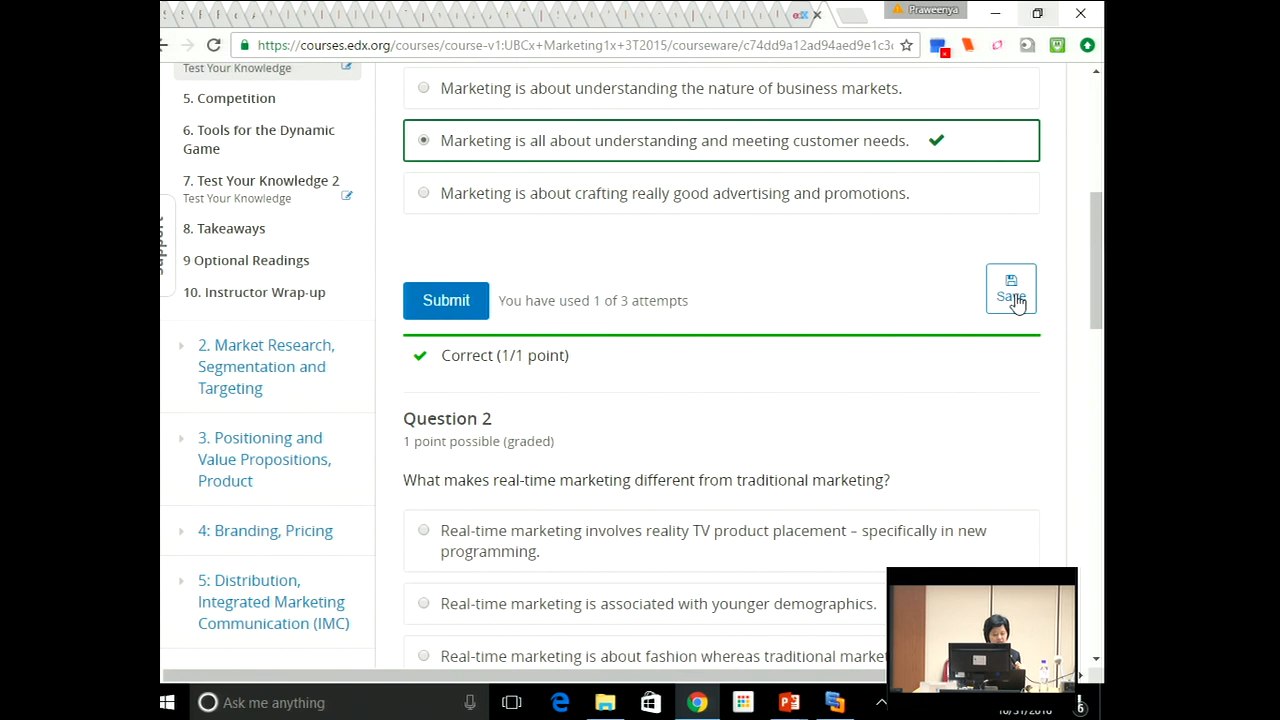 Praweenya
edX
https://courses.edx.org/courses/course-v1:UBCx+Marketing1x+3T2015/courseware/
Test Your Knowledge
5. Competition
6. Tools for the Dynamic
Game
7. Test Your Knowledge 2
Test Your Knowledge
8. Takeaways
9 Optional Readings
10. Instructor Wrap-up
Support
2. Market Research,
Segmentation and
Targeting
3. Positioning and
Value Propositions,
Product
4: Branding, Pricing
5: Distribution,
Integrated Marketing
Communication (IMC)
Marketing is about understanding the nature of business markets.
Marketing is all about understanding and meeting customer needs.
Marketing is about crafting really good advertising and promotions.
Submit
You have used 1 of 3 attempts
Save
Correct (1/1 point)
Question 2
1 point possible (graded)
What makes real-time marketing different from traditional marketing?
Real-time marketing involves reality TV product placement – specifically in new
programming.
Real-time marketing is associated with younger demographics.
Real-time marketing is about fashion whereas traditional market
Ask me anything
10/31/2016